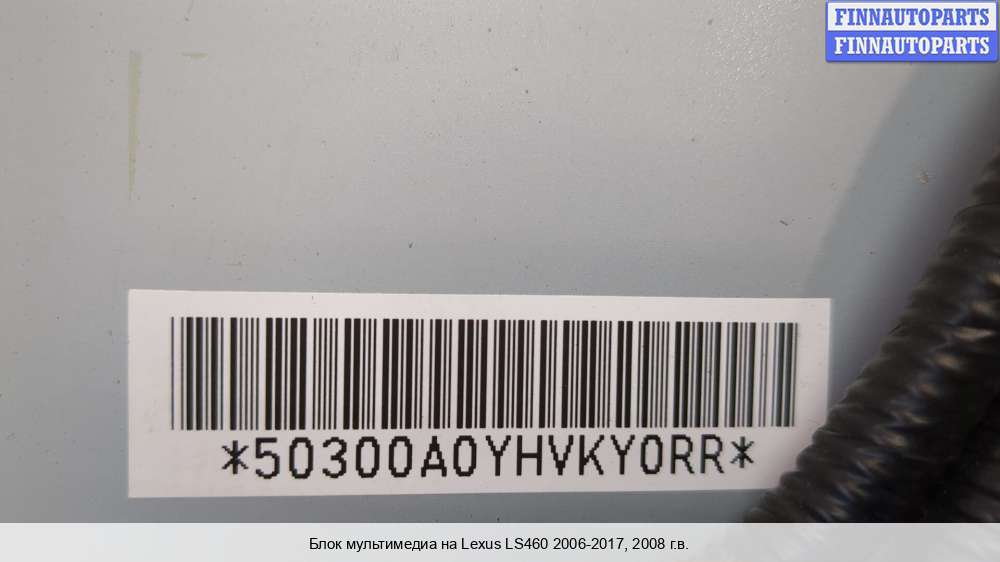 FINNAUTOPARTS
FINNAUTOPARTS
*50300A0YHVKY0RR*
Блок мультимедиа на Lexus LS460 2006-2017, 2008 г.в.